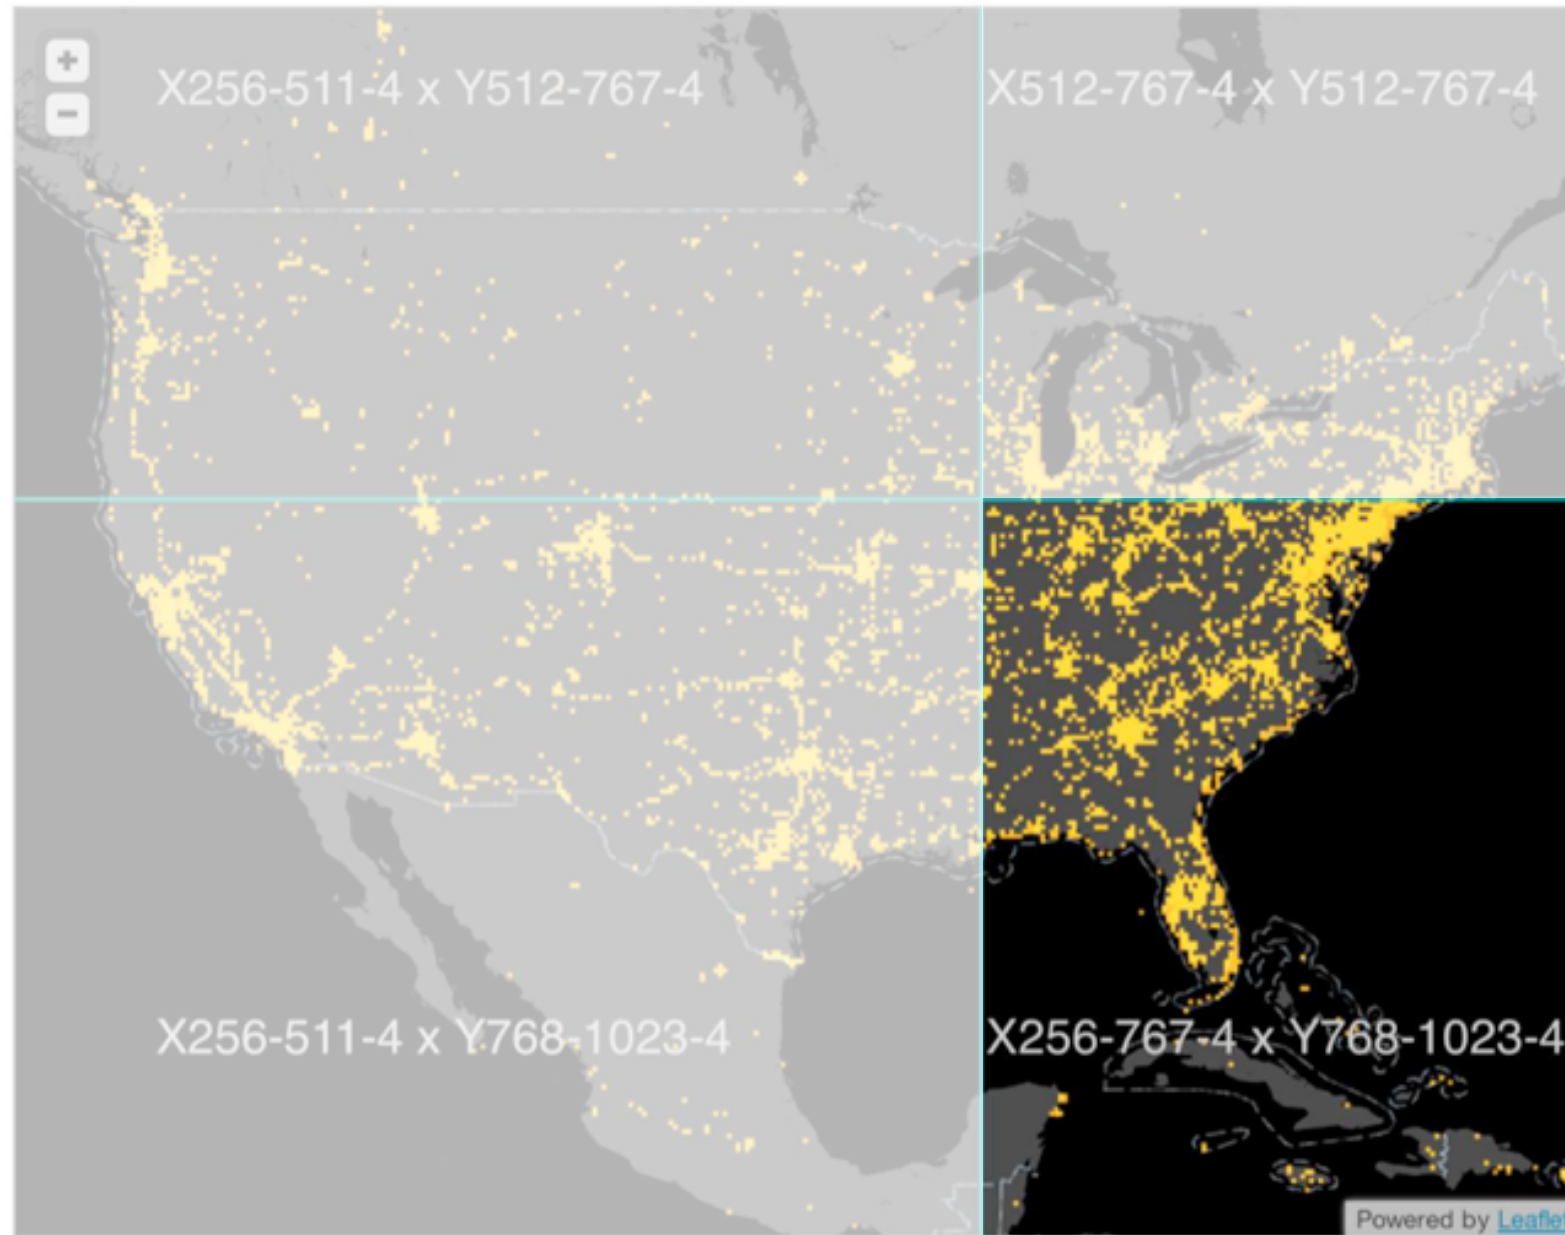 +
−
X256-511-4 x Y512-767-4
X512-767-4 x Y512-767-4
X256-511-4 x Y768-1023-4
X256-767-4 x Y768-1023-4
Powered by Leaflet